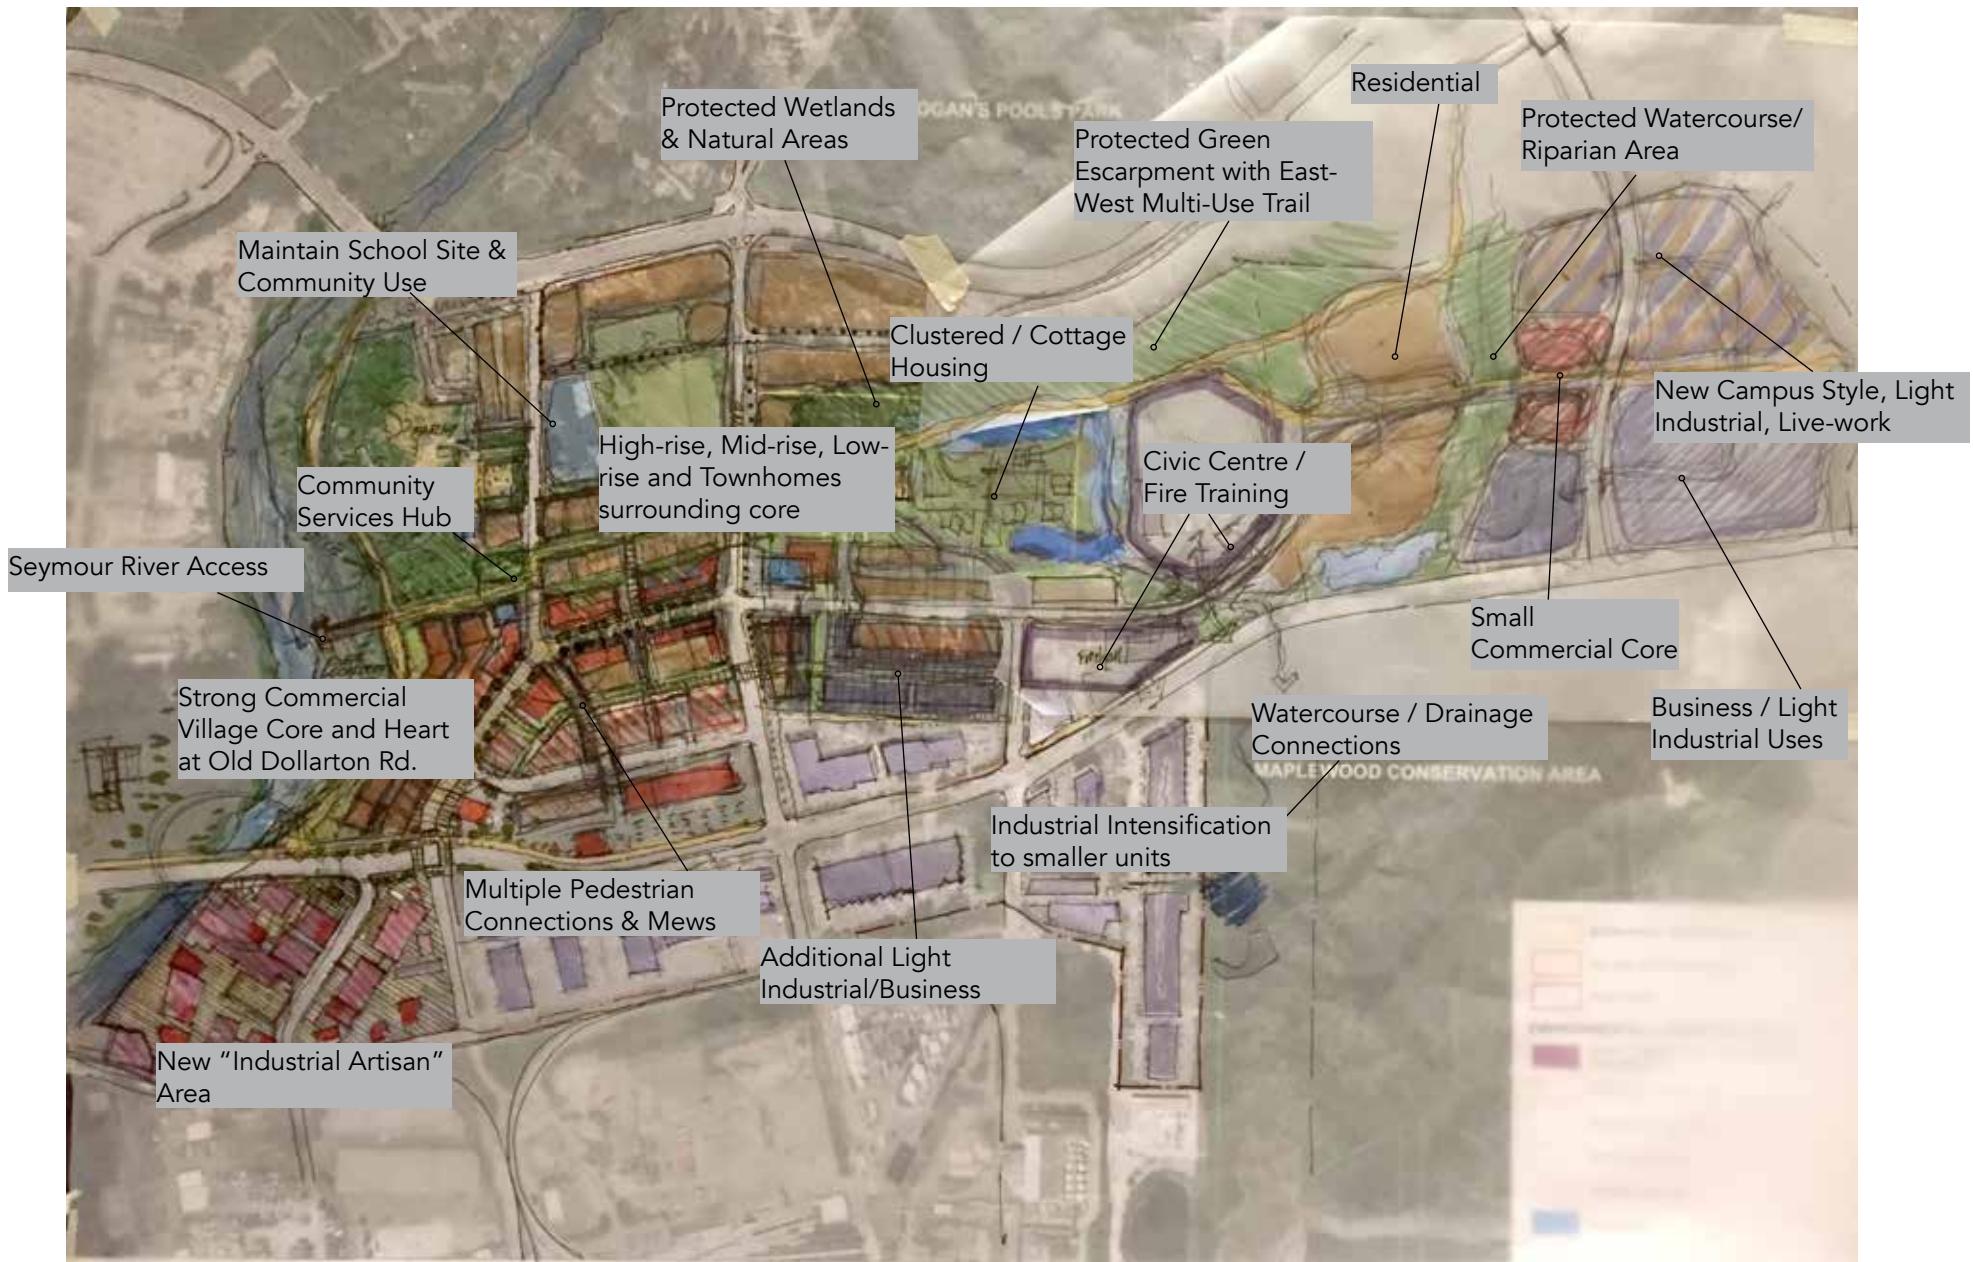 Residential
Protected Wetlands
& Natural Areas
OGAN'S POOLS PARK
Protected Watercourse/
Riparian Area
Protected Green
Escarpment with East-
West Multi-Use Trail
Maintain School Site &
Community Use
Clustered / Cottage
Housing
New Campus Style, Light
Industrial, Live-work
High-rise, Mid-rise, Low-
rise and Townhomes
surrounding core
Civic Centre /
Fire Training
Community
Services Hub
Seymour River Access
Small
Commercial Core
Strong Commercial
Village Core and Heart
at Old Dollarton Rd.
Watercourse / Drainage
Connections
Business / Light
Industrial Uses
MAPLEWOOD CONSERVATION AREA
Industrial Intensification
to smaller units
Multiple Pedestrian
Connections & Mews
Additional Light
Industrial/Business
New “Industrial Artisan”
Area